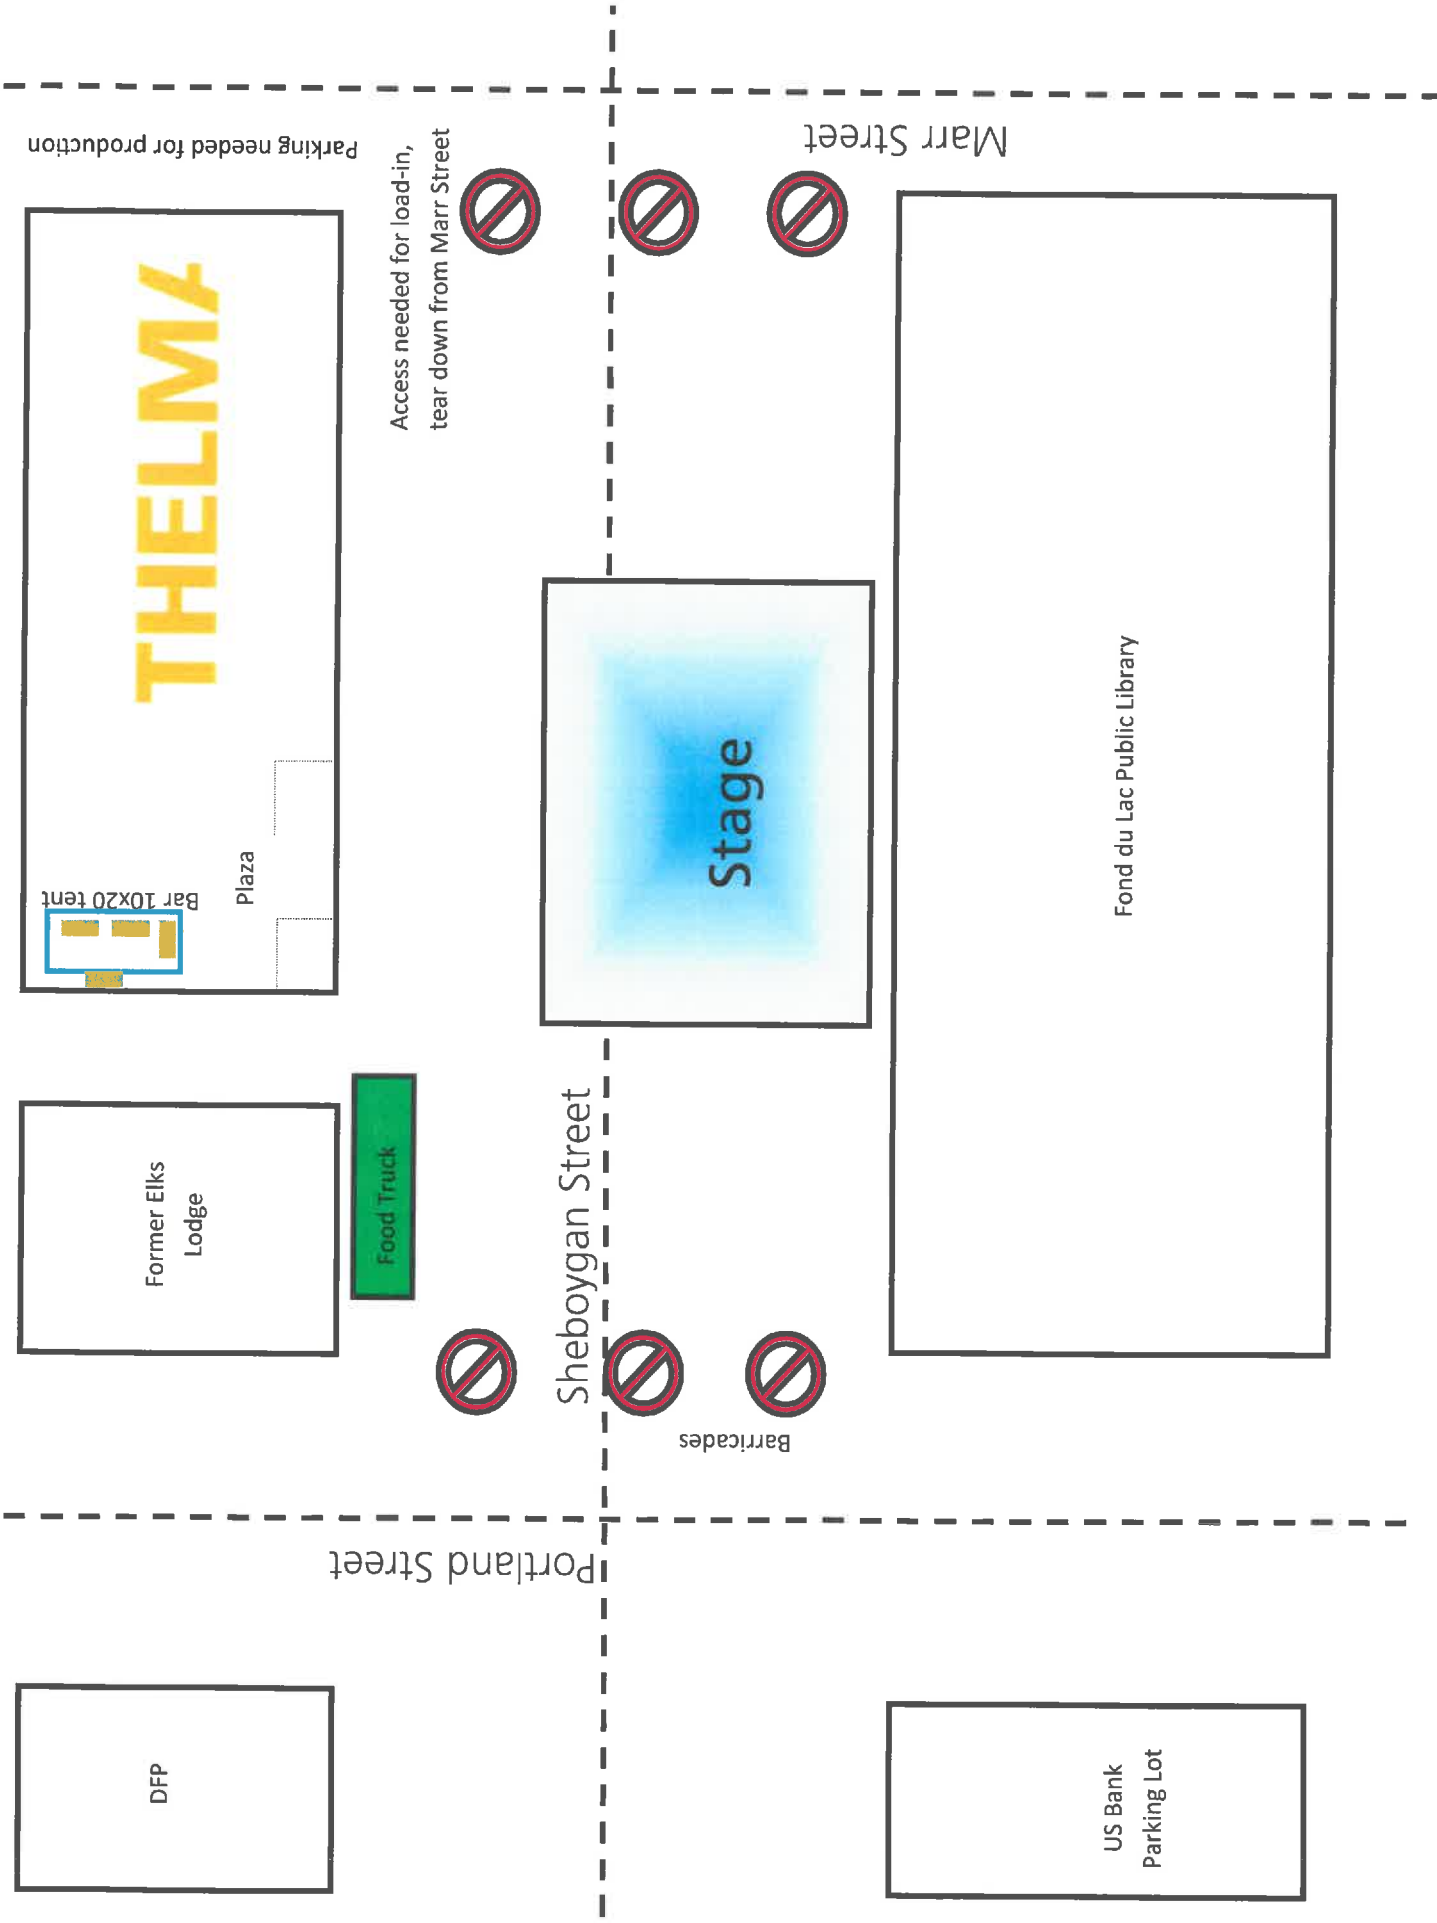 Parking needed for production
Access needed for load-in,
tear down from Marr Street
Marr Street
THELMA
Bar 10x20 tent
Plaza
Stage
Fond du Lac Public Library
Former Elks
Lodge
Food Truck
Sheboygan Street
Barricades
Portland Street
DFP
US Bank
Parking Lot